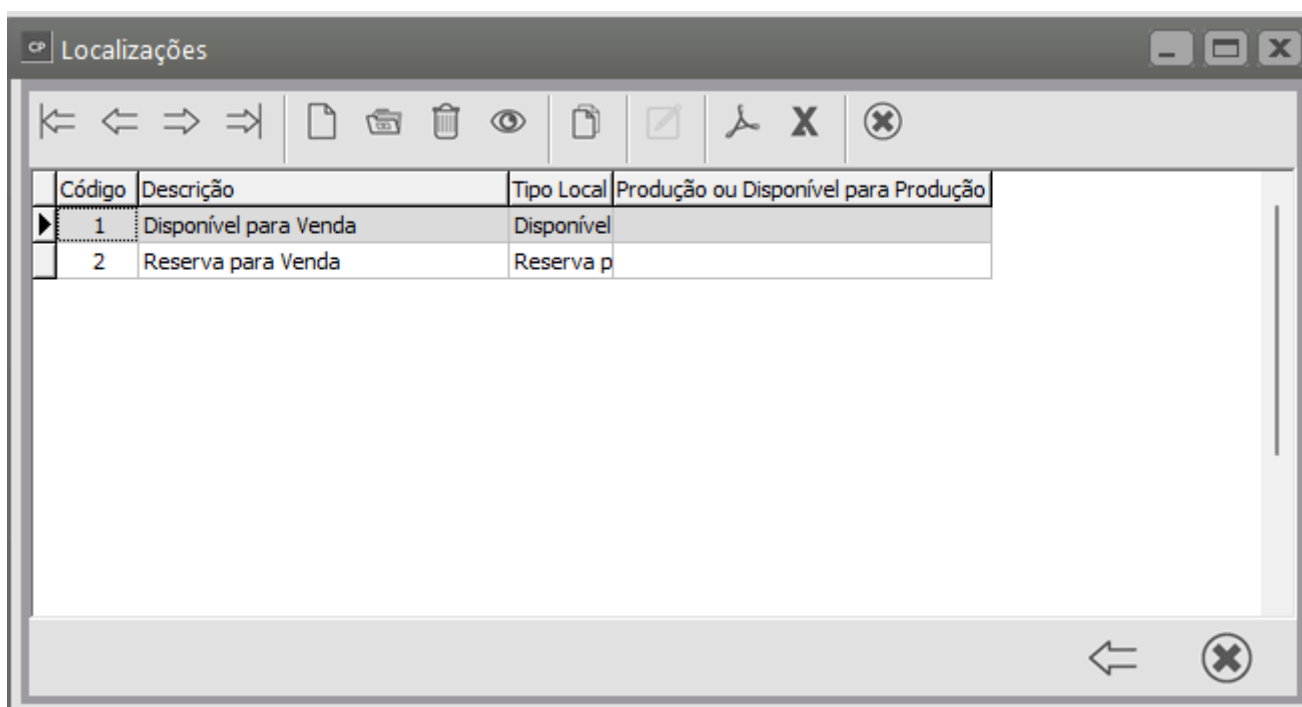 CP Localizações
Código Descrição Tipo Local Produção ou Disponível para Produção
1 Disponível para Venda Disponível
2 Reserva para Venda Reserva p